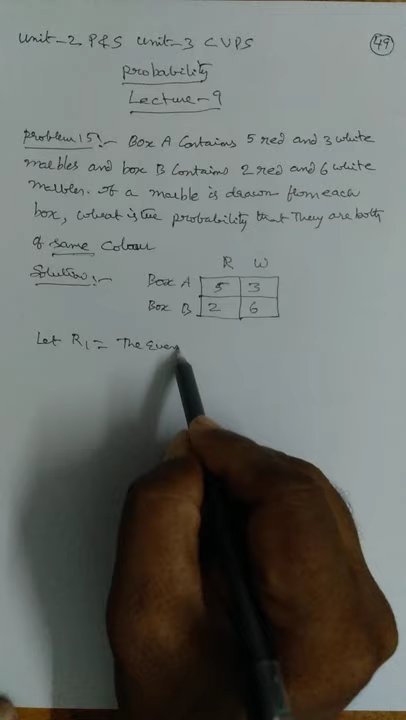 Unit-2 P&S Unit-3 CVPS
49
Probability
Lecture-9
Problem 15:- Box A Contains 5 red and 3 white
marbles and box B Contains 2 red and 6 white
marbles. If a marble is drawn from each
box, what is the probability that They are both
of same Colour
Solution:-
R W
Box A 5 3
Box B 2 6
Let R1 = The Even